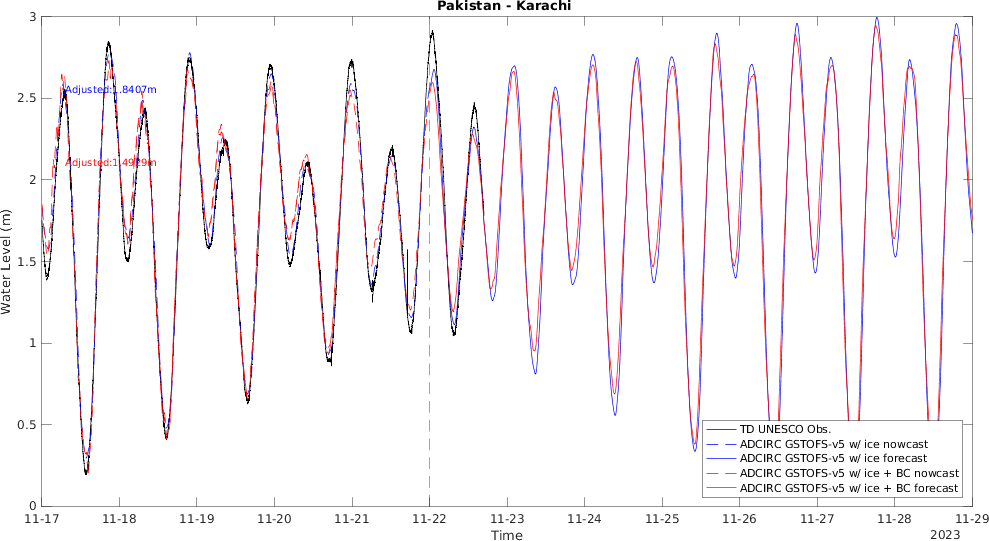 Pakistan - Karachi
3
2.5
2
1.5
1
0.5
0
Water Level (m)
Adjusted:1.8407m
TD UNESCO Obs.
ADCIRC GSTOFS-v5 w/ ice nowcast
ADCIRC GSTOFS-v5 w/ ice forecast
ADCIRC GSTOFS-v5 w/ ice + BC nowcast
ADCIRC GSTOFS-v5 w/ ice + BC forecast
11-17 11-18 11-19 11-20 11-21 11-22 11-23 11-24 11-25 11-26 11-27 11-28 11-29
Time
2023